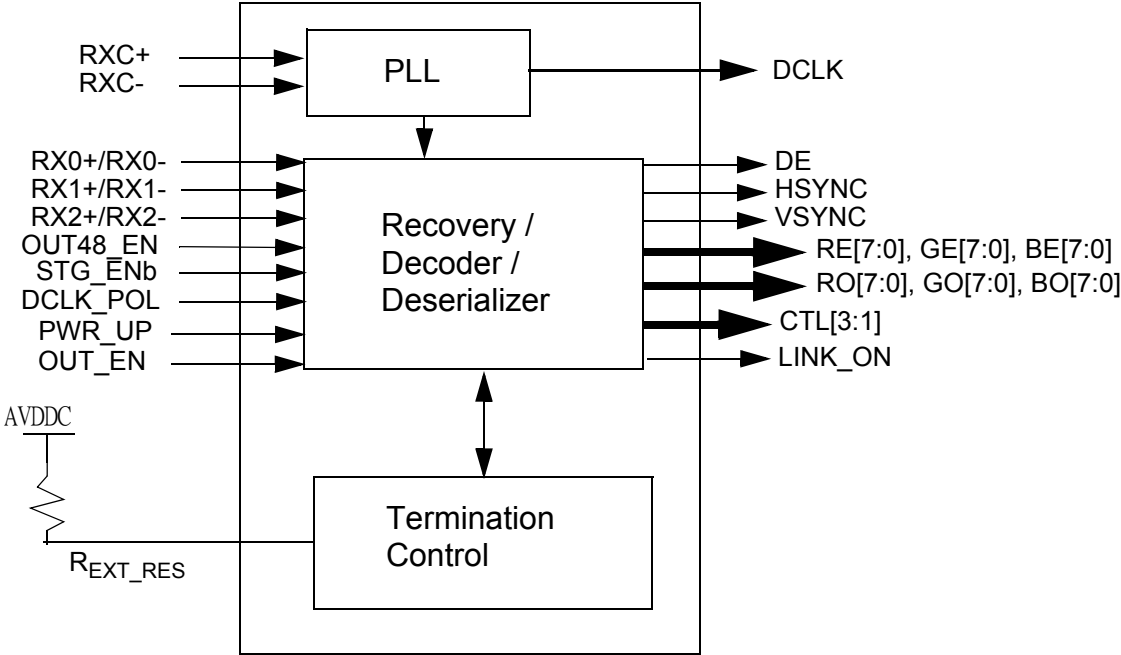 RXC+
RXC-
PLL
DCLK
RX0+/RX0-
RX1+/RX1-
RX2+/RX2-
OUT48_EN
STG_ENb
DCLK_POL
PWR_UP
OUT_EN
Recovery /
Decoder /
Deserializer
DE
HSYNC
VSYNC
RE[7:0], GE[7:0], BE[7:0]
RO[7:0], GO[7:0], BO[7:0]
CTL[3:1]
LINK_ON
AVDDC
REXT_RES
Termination
Control